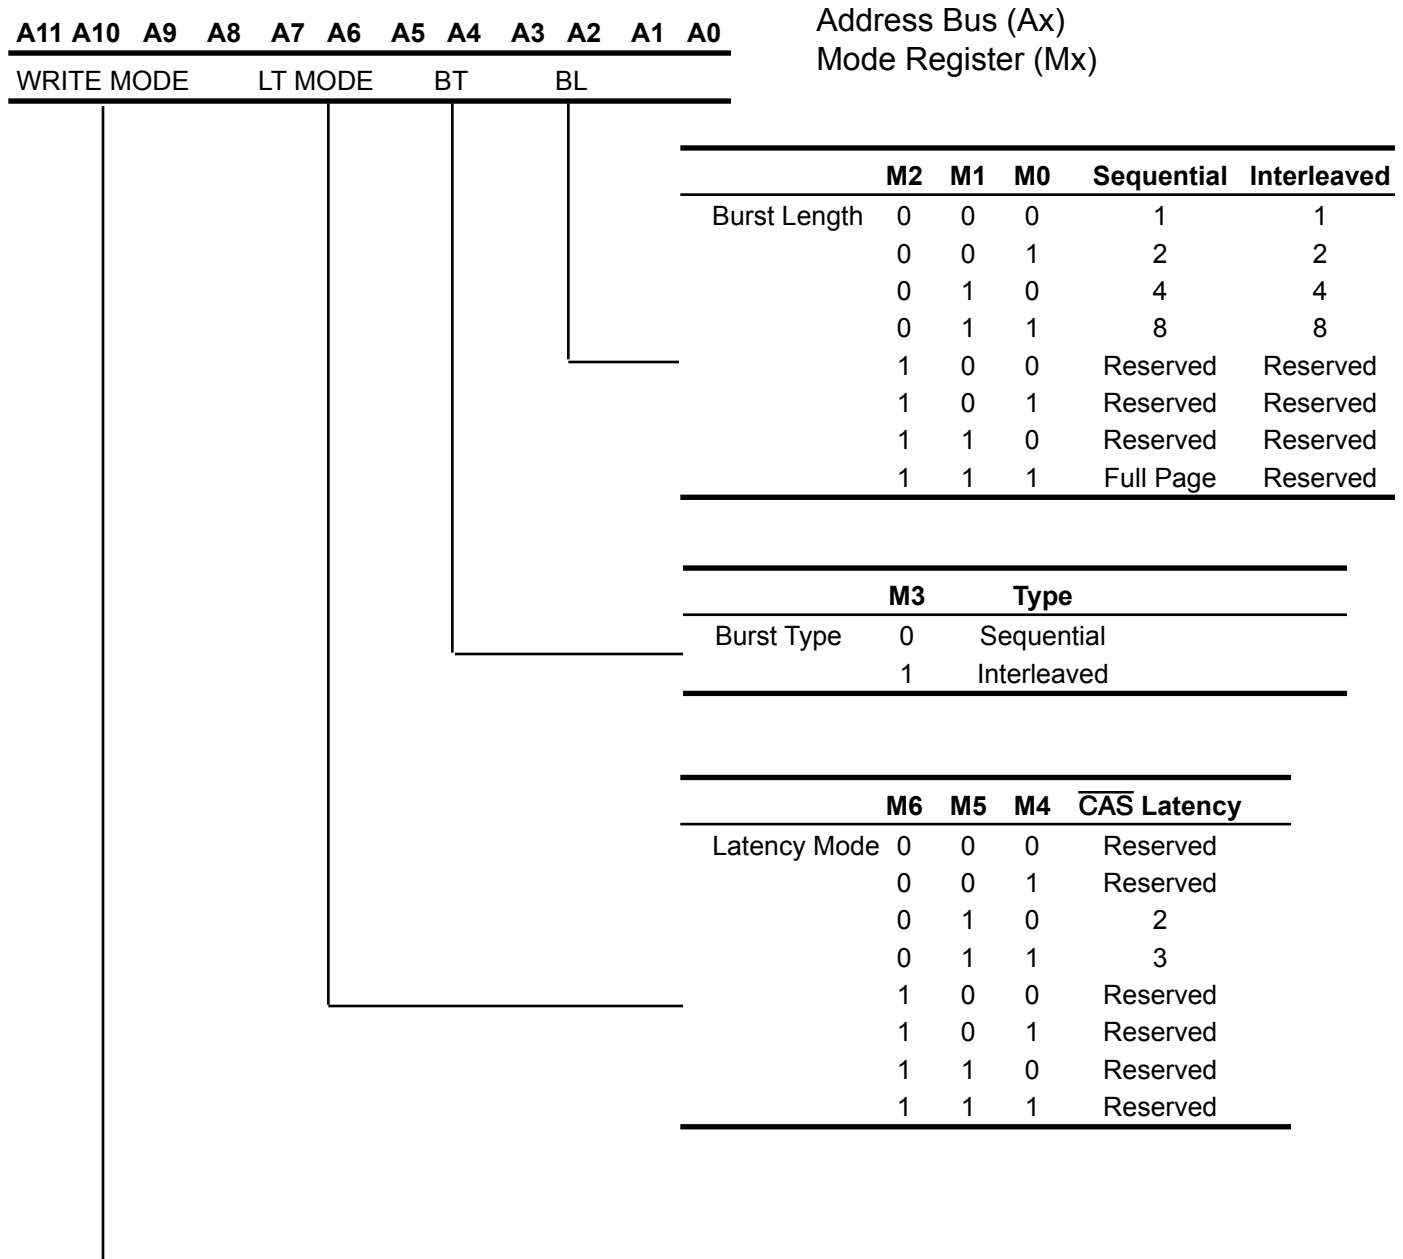 A11 A10 A9 A8 A7 A6 A5 A4 A3 A2 A1 A0
Address Bus (Ax)
Mode Register (Mx)
WRITE MODE LT MODE BT BL
M2 M1 M0 Sequential Interleaved
Burst Length 0 0 0 1 1
0 0 1 2 2
0 1 0 4 4
0 1 1 8 8
1 0 0 Reserved Reserved
1 0 1 Reserved Reserved
1 1 0 Reserved Reserved
1 1 1 Full Page Reserved
M3 Type
Burst Type 0 Sequential
1 Interleaved
M6 M5 M4 C̅A̅S̅ Latency
Latency Mode 0 0 0 Reserved
0 0 1 Reserved
0 1 0 2
0 1 1 3
1 0 0 Reserved
1 0 1 Reserved
1 1 0 Reserved
1 1 1 Reserved